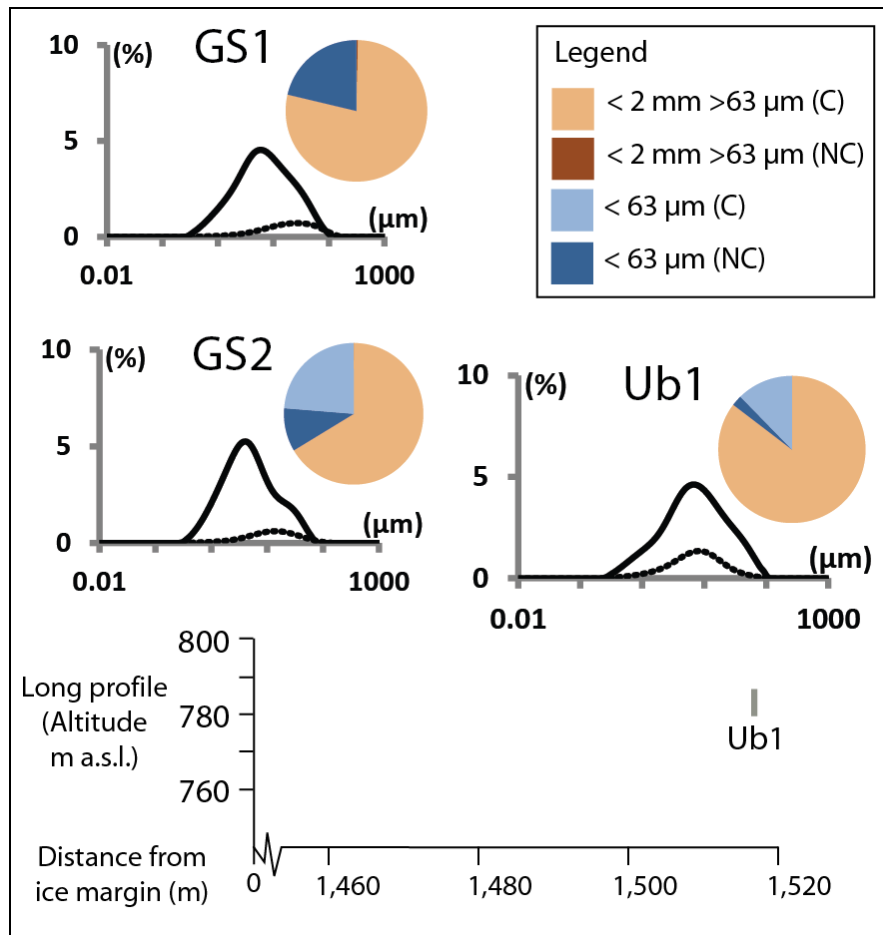 10 (%) GS1
5
0 (µm)
0.01 1000
Legend
< 2 mm >63 µm (C)
< 2 mm >63 µm (NC)
< 63 µm (C)
< 63 µm (NC)
10 (%) GS2
5
0 (µm)
0.01 1000
10 (%) Ub1
5
0 (µm)
0.01 1000
800
Long profile
(Altitude 780
m a.s.l.)
760
Ub1
Distance from
ice margin (m)
0 1,460 1,480 1,500 1,520